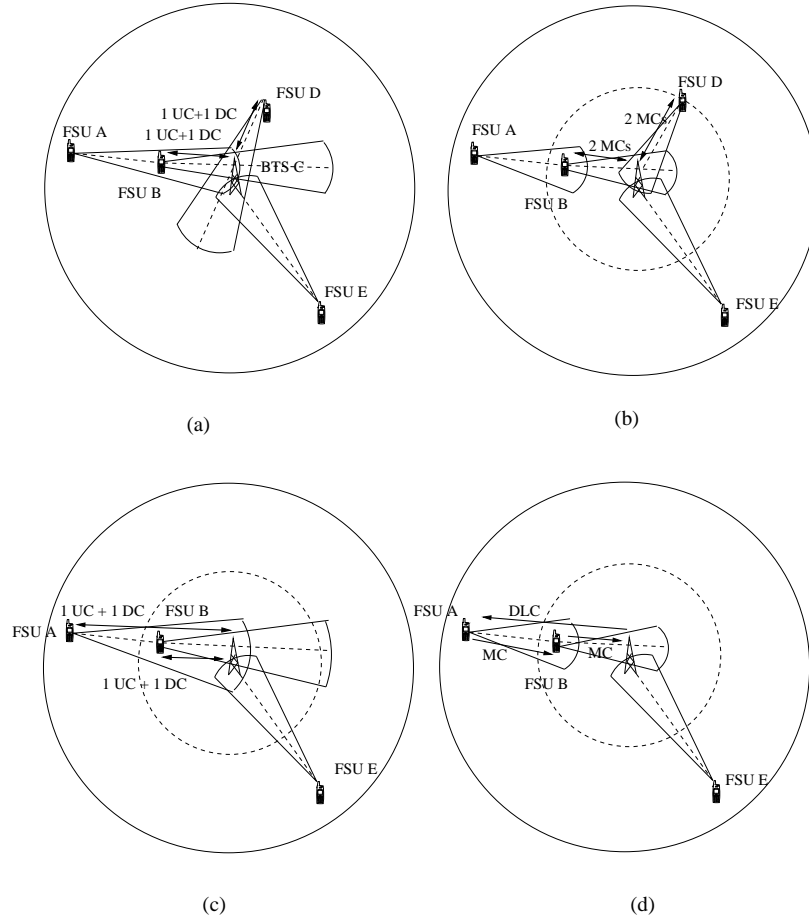 FSU D
1 UC+1 DC
FSU A
1 UC+1 DC
BTS C
FSU B
FSU E
(a)
FSU D
2 MCs
FSU A
2 MCs
FSU B
FSU E
(b)
1 UC + 1 DC
FSU B
FSU A
1 UC + 1 DC
FSU E
(c)
FSU A
DLC
MC
MC
FSU B
FSU E
(d)